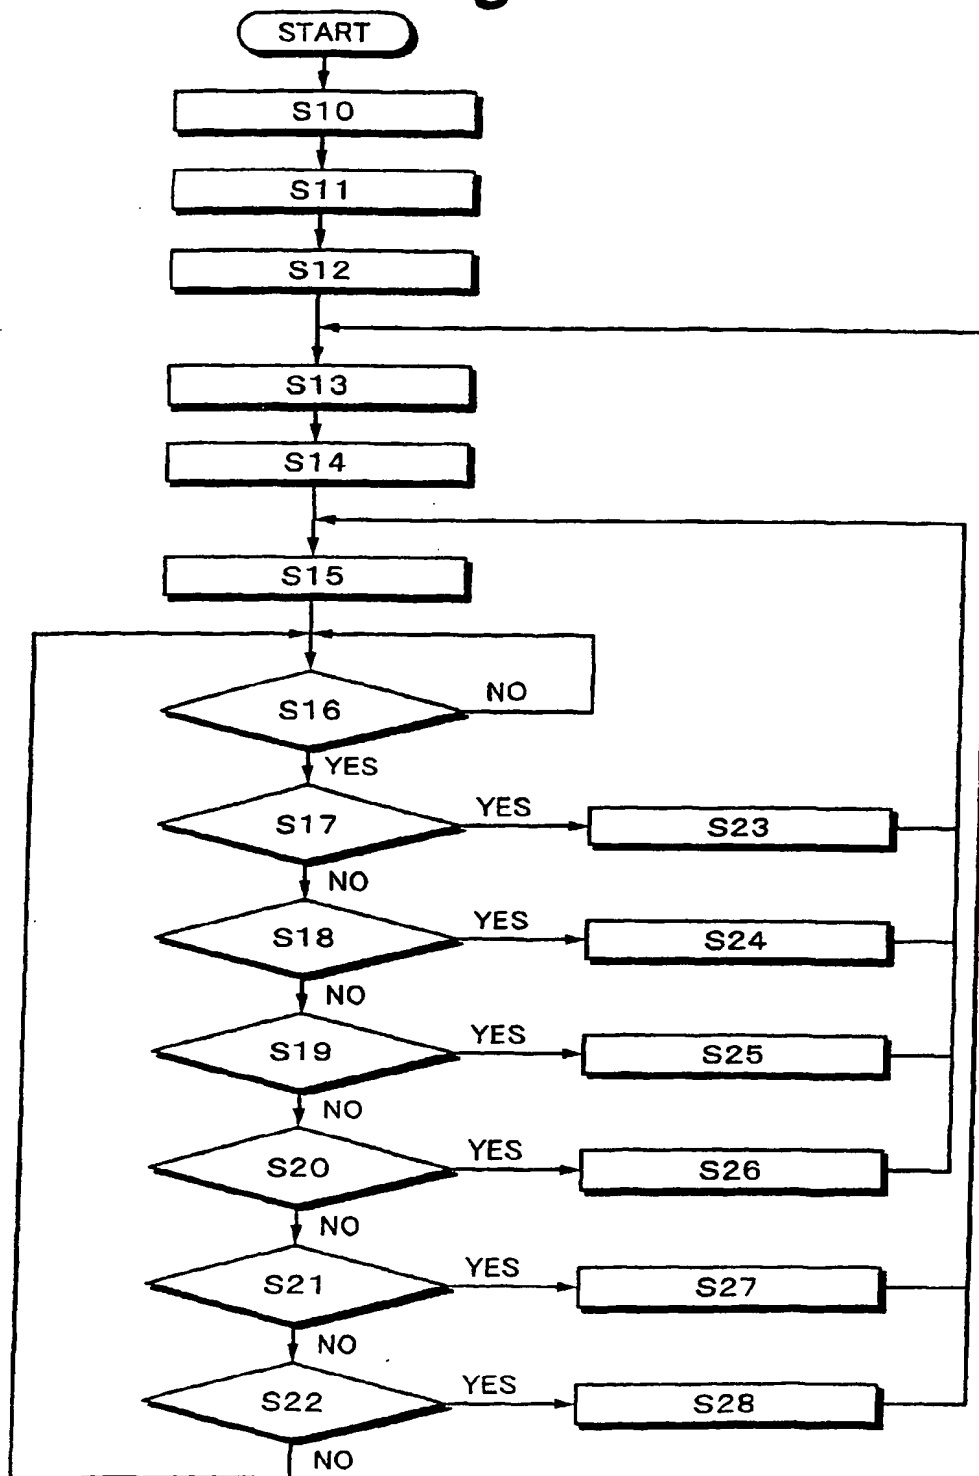 START
S10
S11
S12
S13
S14
S15
S16
NO
YES
S17
YES
S23
NO
S18
YES
S24
NO
S19
YES
S25
NO
S20
YES
S26
NO
S21
YES
S27
NO
S22
YES
S28
NO